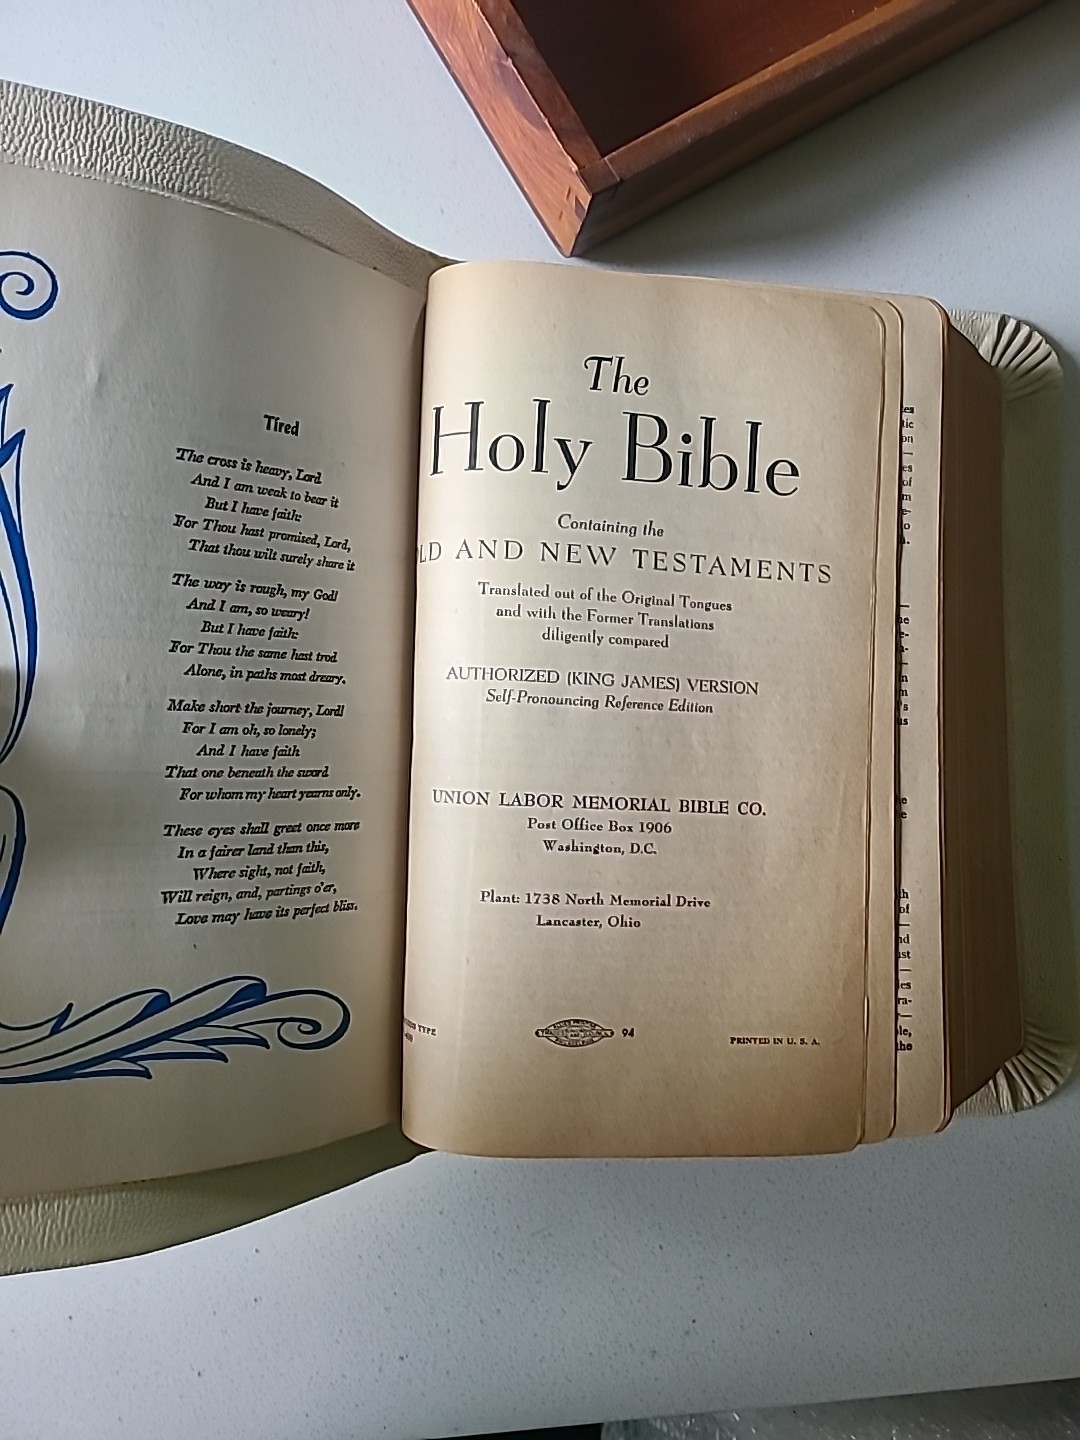 Tired
The cross is heavy, Lord
And I am weak to bear it
But I have faith:
For Thou hast promised, Lord,
That thou wilt surely share it
The way is rough, my God!
And I am, so weary!
But I have faith:
For Thou the same hast trod
Alone, in paths most dreary.
Make short the journey, Lord!
For I am oh, so lonely;
And I have faith
That one beneath the sword
For whom my heart yearns only.
These eyes shall greet once more
In a fairer land than this,
Where sight, not faith,
Will reign, and, partings o'er,
Love may have its perfect bliss.
The
Holy Bible
Containing the
LD AND NEW TESTAMENTS
Translated out of the Original Tongues
and with the Former Translations
diligently compared
AUTHORIZED (KING JAMES) VERSION
Self-Pronouncing Reference Edition
UNION LABOR MEMORIAL BIBLE CO.
Post Office Box 1906
Washington, D.C.
Plant: 1738 North Memorial Drive
Lancaster, Ohio
TYPE
94
PRINTED IN U. S. A.